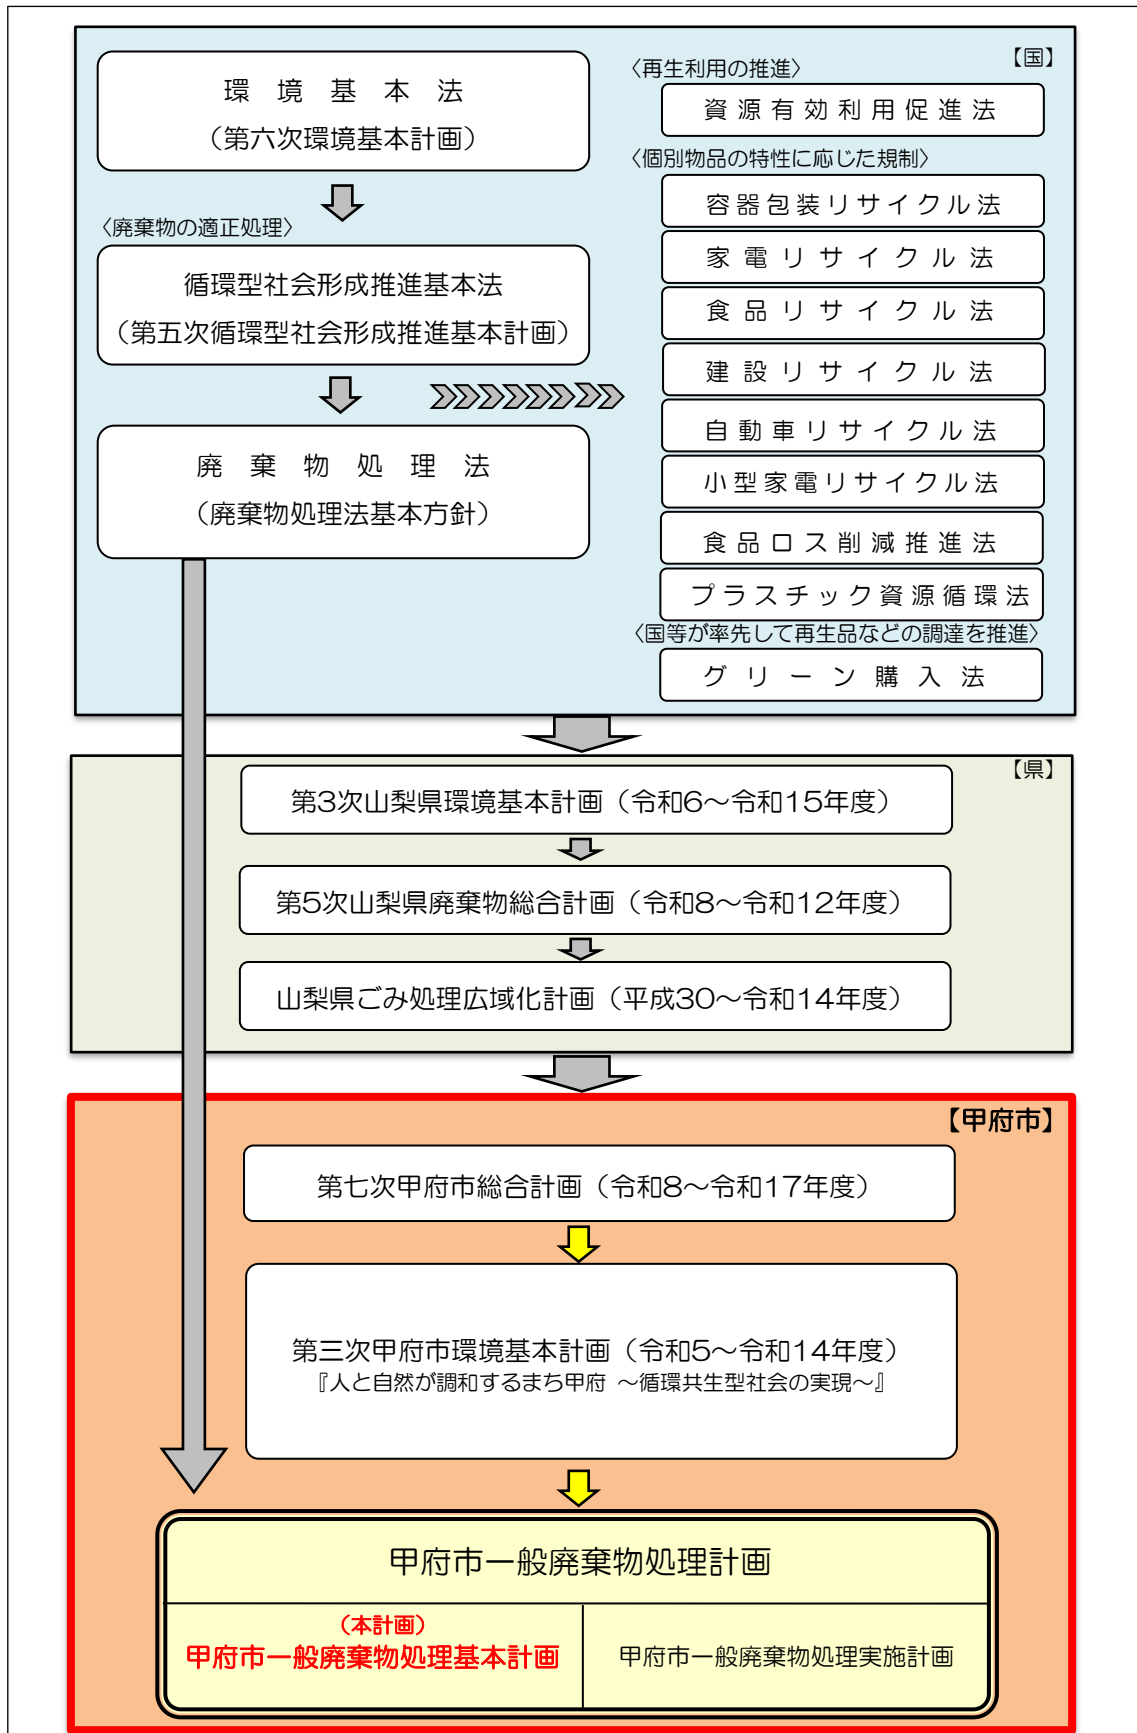 【国】
環境基本法
（第六次環境基本計画）
〈廃棄物の適正処理〉
循環型社会形成推進基本法
（第五次循環型社会形成推進基本計画）
廃棄物処理法
（廃棄物処理法基本方針）
〈再生利用の推進〉
資源有効利用促進法
〈個別物品の特性に応じた規制〉
容器包装リサイクル法
家電リサイクル法
食品リサイクル法
建設リサイクル法
自動車リサイクル法
小型家電リサイクル法
食品ロス削減推進法
プラスチック資源循環法
〈国等が率先して再生品などの調達を推進〉
グリーン購入法
【県】
第3次山梨県環境基本計画（令和6～令和15年度）
第5次山梨県廃棄物総合計画（令和8～令和12年度）
山梨県ごみ処理広域化計画（平成30～令和14年度）
【甲府市】
第七次甲府市総合計画（令和8～令和17年度）
第三次甲府市環境基本計画（令和5～令和14年度）
『人と自然が調和するまち甲府 ～循環共生型社会の実現～』
甲府市一般廃棄物処理計画
（本計画）
甲府市一般廃棄物処理基本計画
甲府市一般廃棄物処理実施計画